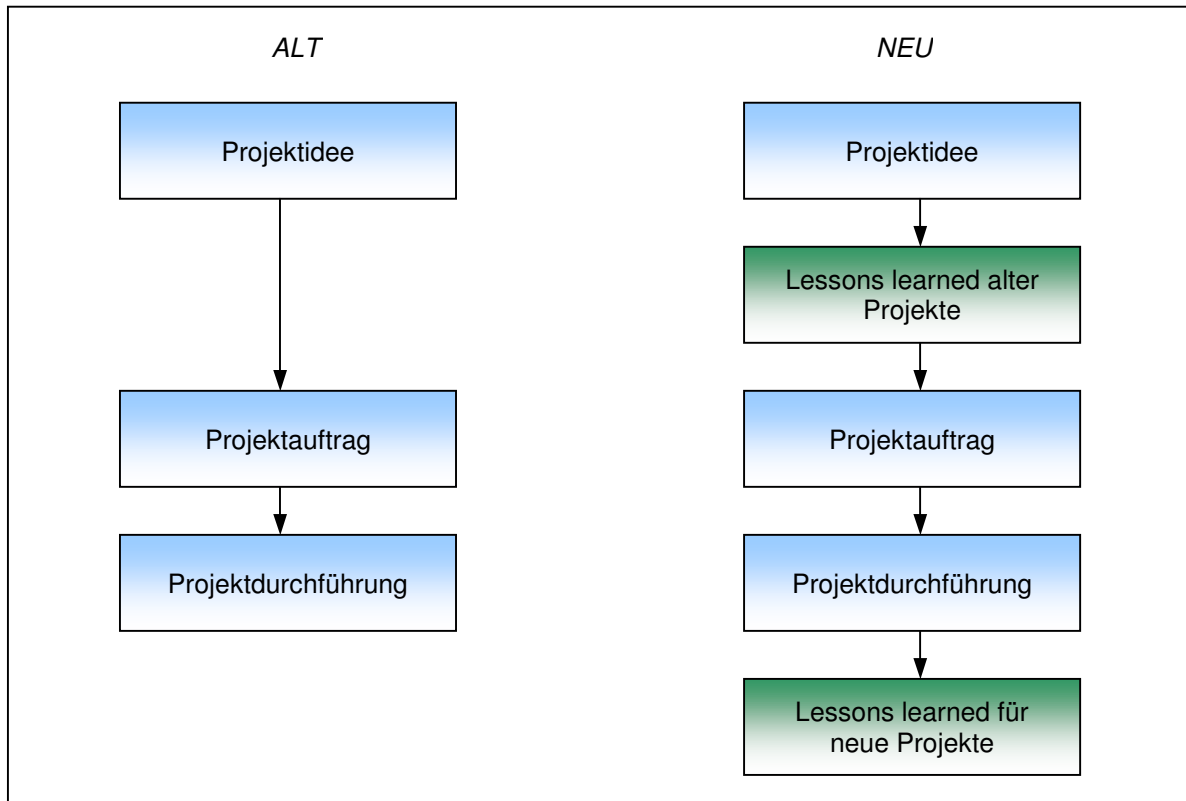 ALT
Projektidee
Projektauftrag
Projektdurchführung
NEU
Projektidee
Lessons learned alter
Projekte
Projektauftrag
Projektdurchführung
Lessons learned für
neue Projekte